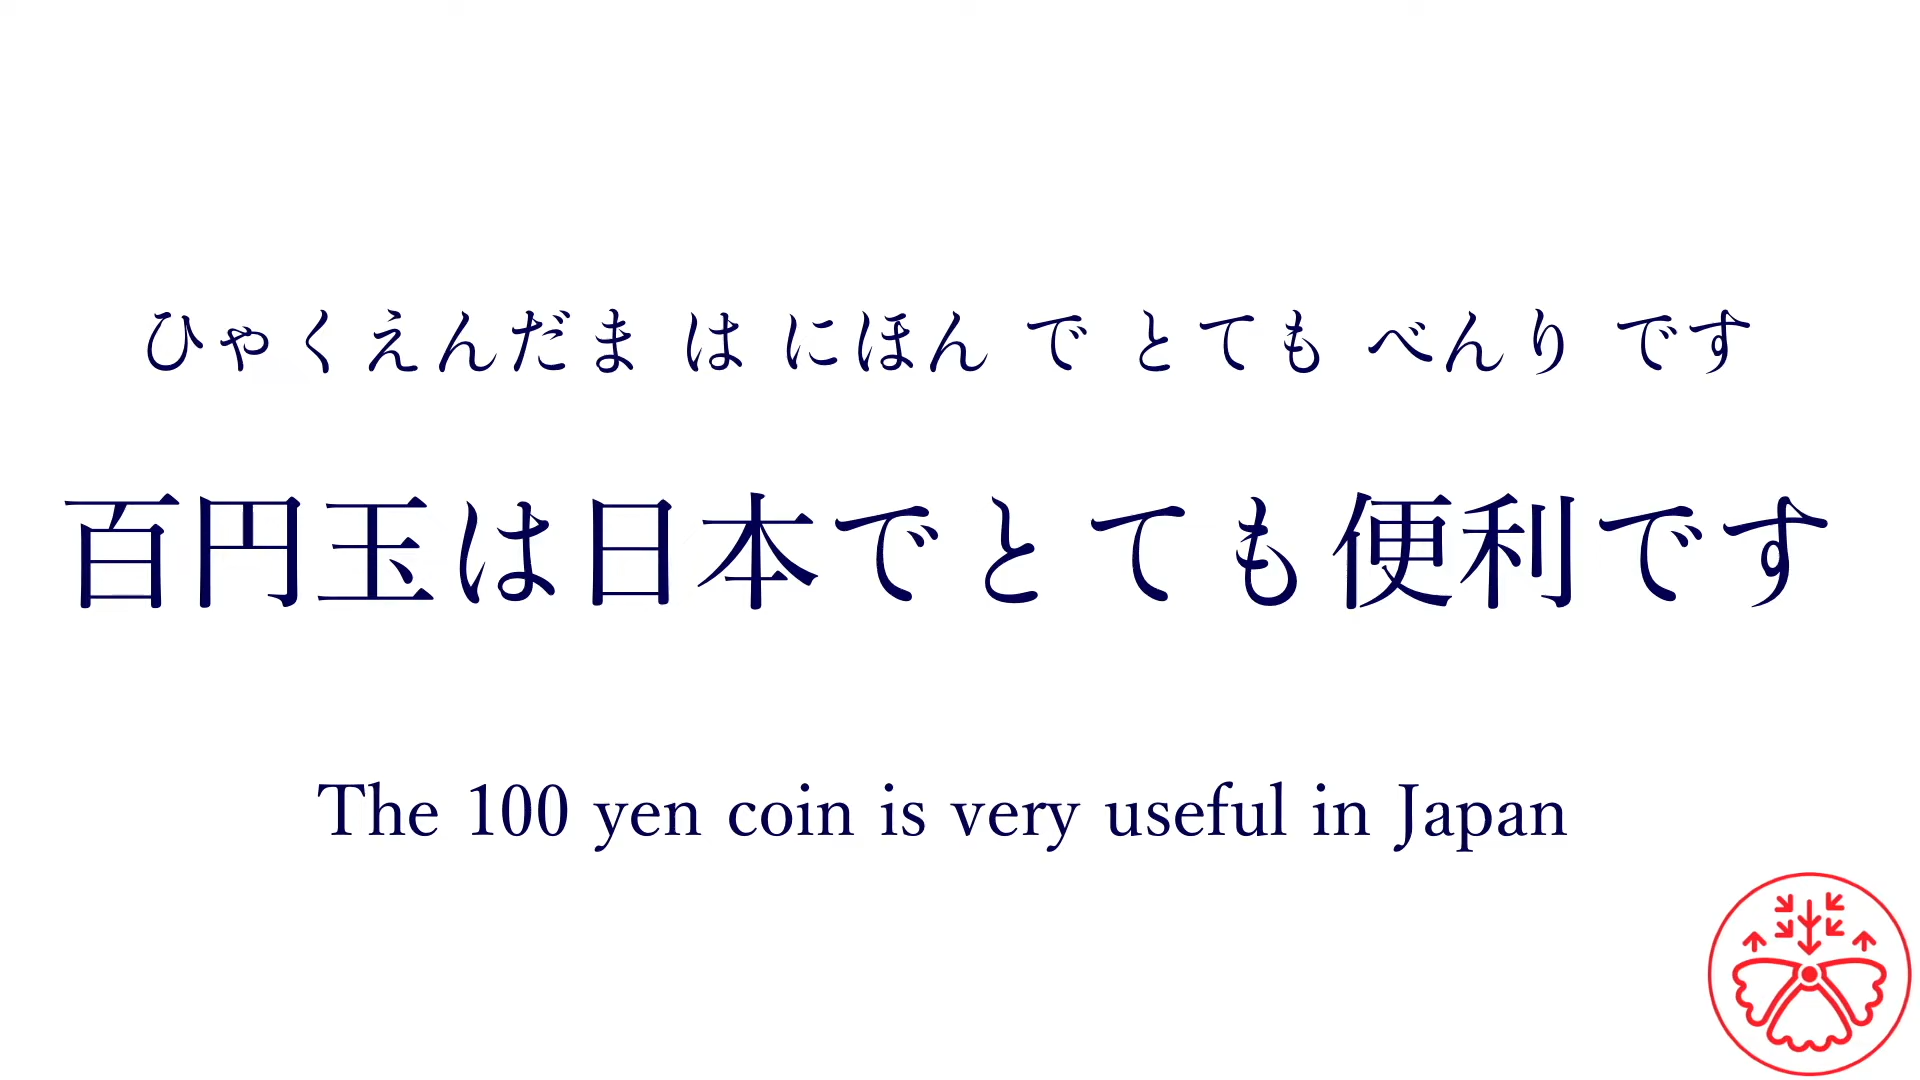 ひゃくえんだま は にほん で とても べんり です
百円玉は日本でとても便利です
The 100 yen coin is very useful in Japan